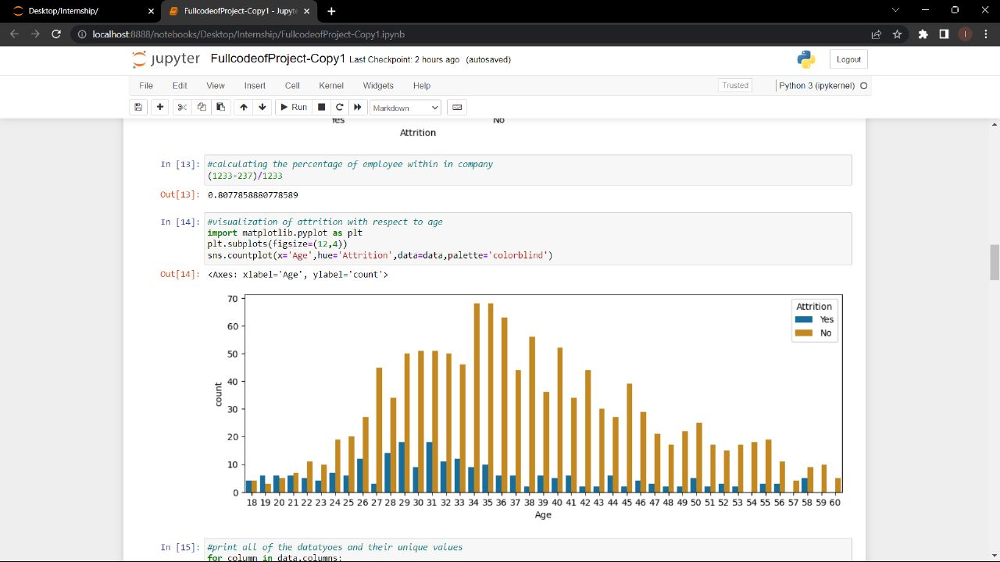 Desktop/Internship/
FullcodeofProject-Copy1 - Jupyte
localhost:8888/notebooks/Desktop/Internship/FullcodeofProject-Copy1.ipynb
I
jupyter FullcodeofProject-Copy1 Last Checkpoint: 2 hours ago (autosaved)
Logout
File Edit View Insert Cell Kernel Widgets Help
Trusted
Python 3 (ipykernel)
Run
Markdown
Yes No
Attrition
In [13]: #calculating the percentage of employee within in company
(1233-237)/1233
Out[13]: 0.8077858880778589
In [14]: #visualization of attrition with respect to age
import matplotlib.pyplot as plt
plt.subplots(figsize=(12,4))
sns.countplot(x='Age',hue='Attrition',data=data,palette='colorblind')
Out[14]: <Axes: xlabel='Age', ylabel='count'>
70
60
50
40
30
20
10
0
count
Attrition
Yes
No
18 19 20 21 22 23 24 25 26 27 28 29 30 31 32 33 34 35 36 37 38 39 40 41 42 43 44 45 46 47 48 49 50 51 52 53 54 55 56 57 58 59 60
Age
In [15]: #print all of the datatyoes and their unique values
for column in data.columns: